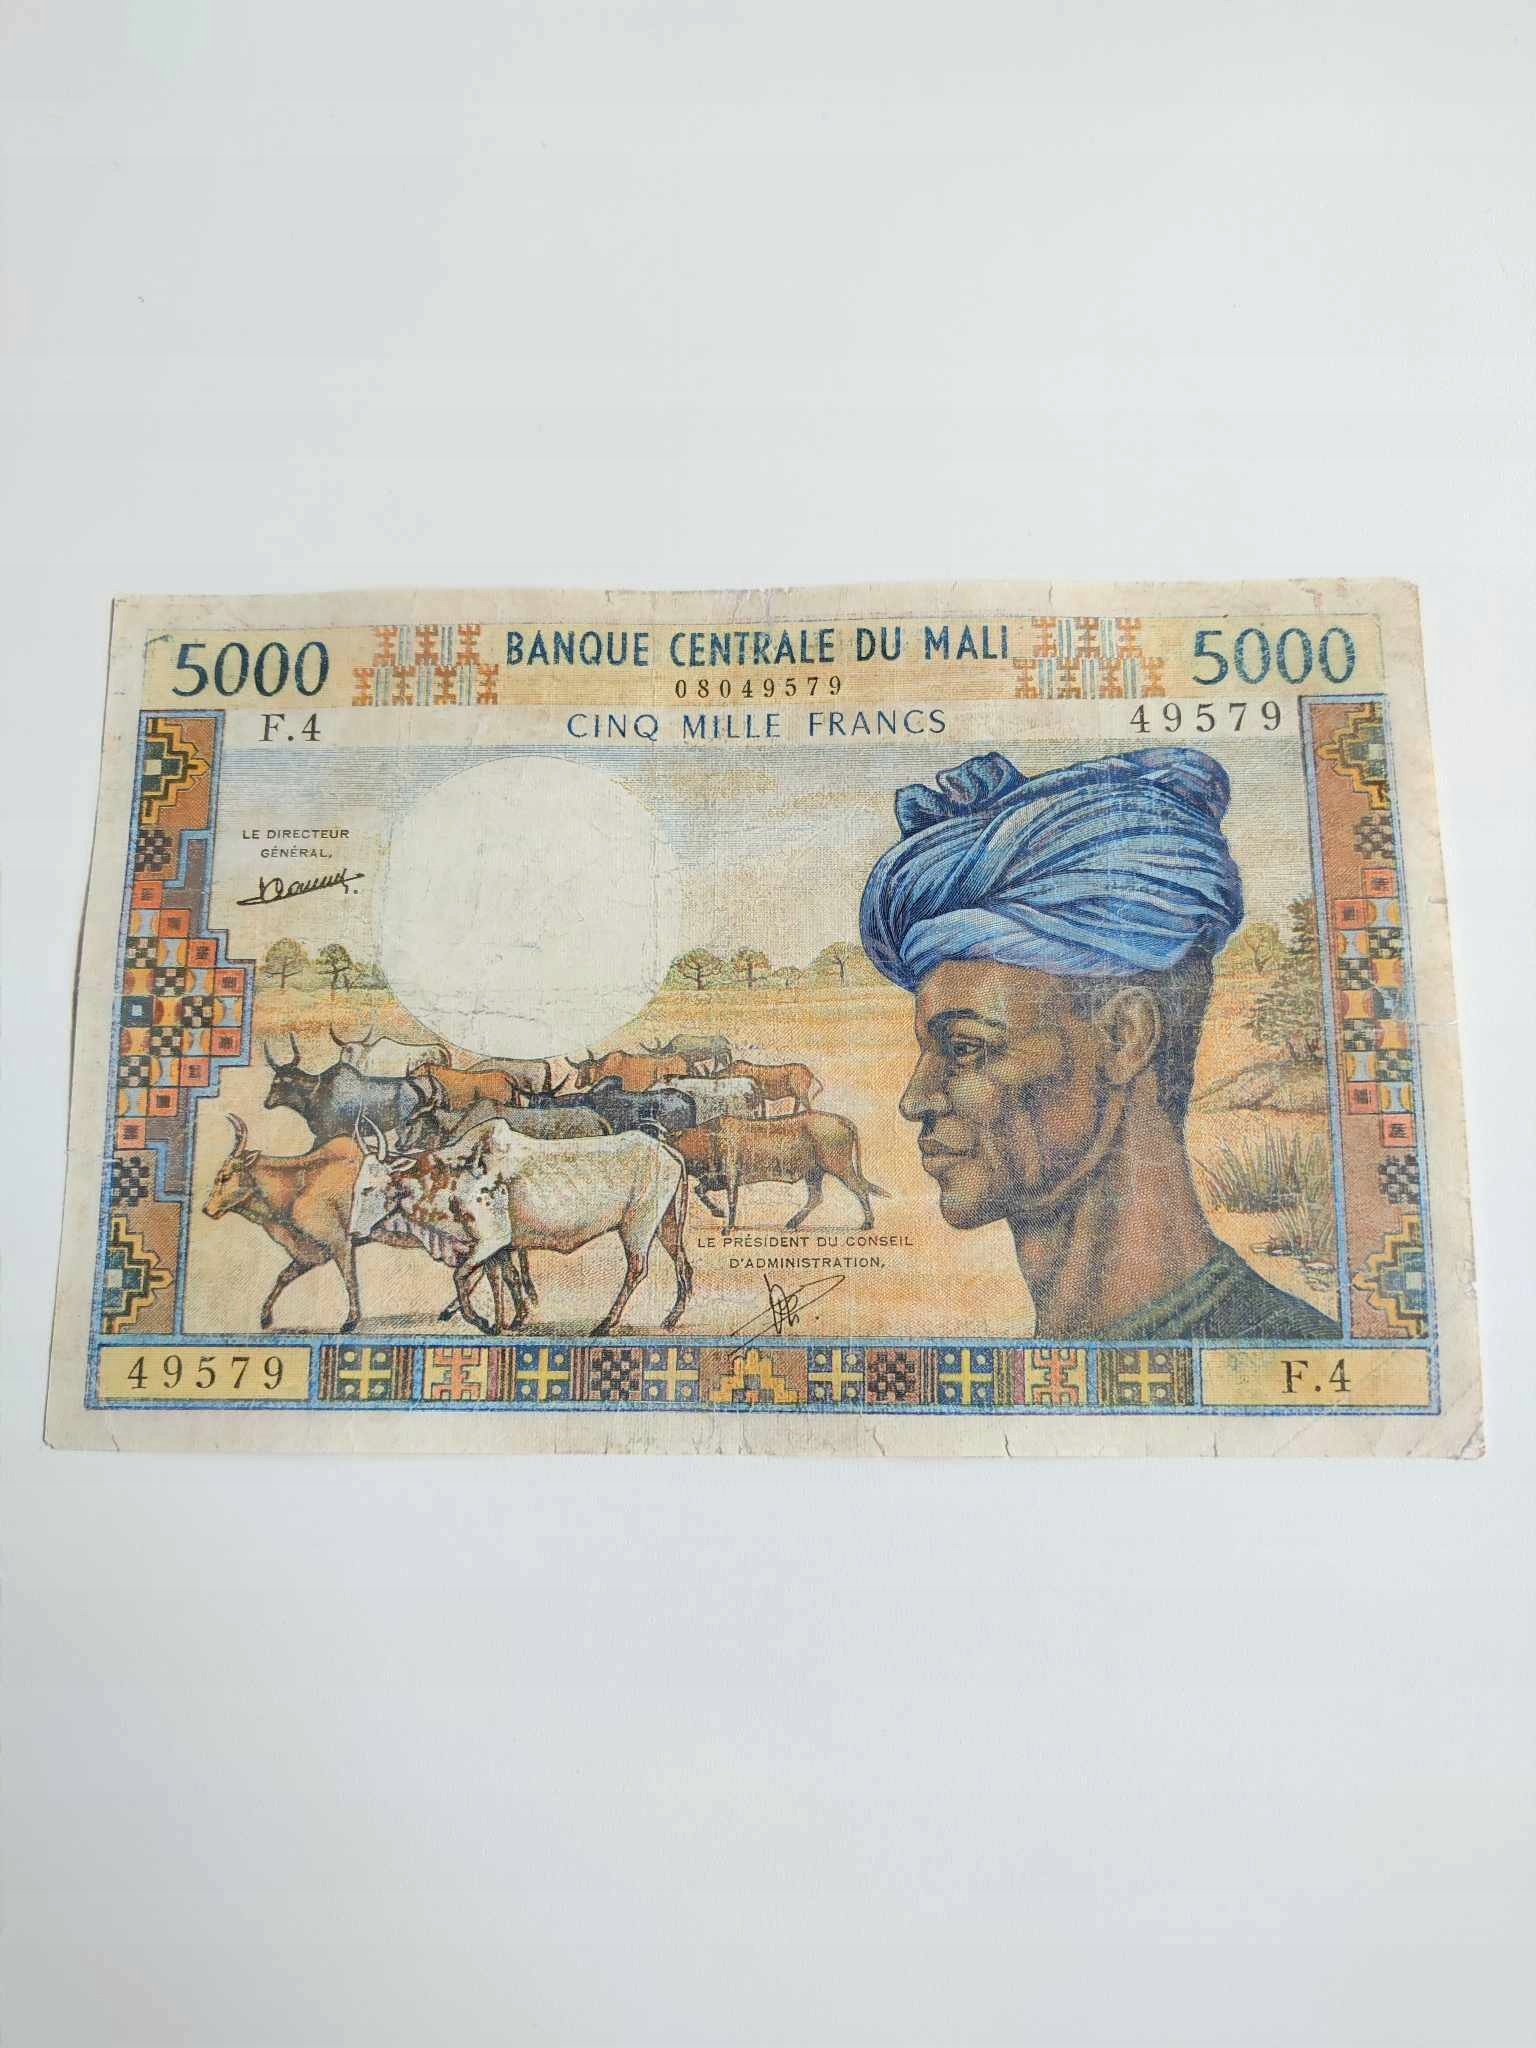 5000 BANQUE CENTRALE DU MALI 5000
08049579
F.4 CINQ MILLE FRANCS 49579
LE DIRECTEUR
GÉNÉRAL,
LE PRÉSIDENT DU CONSEIL
D'ADMINISTRATION,
49579 F.4